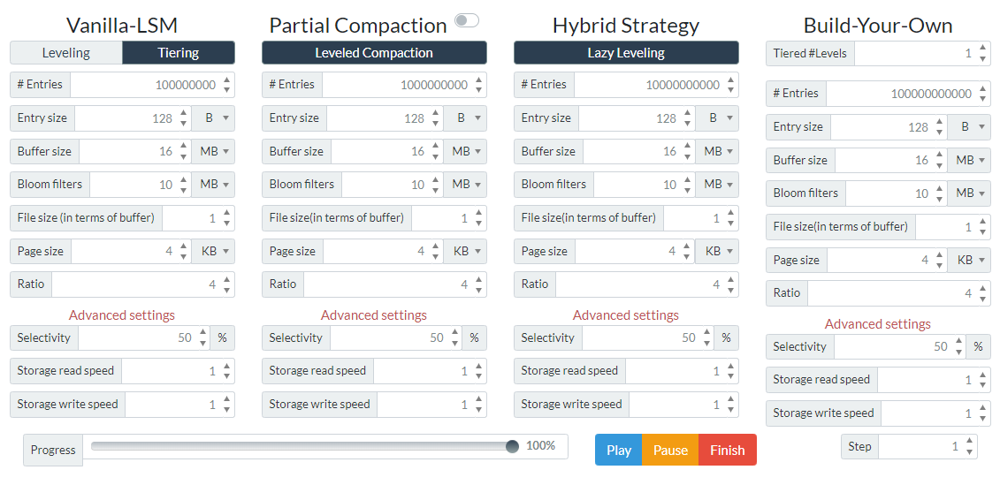 Vanilla-LSM
Leveling Tiering
# Entries 100000000
Entry size 128 B
Buffer size 16 MB
Bloom filters 10 MB
File size (in terms of buffer) 1
Page size 4 KB
Ratio 4
Advanced settings
Selectivity 50 %
Storage read speed 1
Storage write speed 1
Partial Compaction
Leveled Compaction
# Entries 1000000000
Entry size 128 B
Buffer size 16 MB
Bloom filters 10 MB
File size(in terms of buffer) 1
Page size 4 KB
Ratio 4
Advanced settings
Selectivity 50 %
Storage read speed 1
Storage write speed 1
Hybrid Strategy
Lazy Leveling
# Entries 10000000000
Entry size 128 B
Buffer size 16 MB
Bloom filters 10 MB
File size(in terms of buffer) 1
Page size 4 KB
Ratio 4
Advanced settings
Selectivity 50 %
Storage read speed 1
Storage write speed 1
Build-Your-Own
Tiered #Levels 1
# Entries 100000000000
Entry size 128 B
Buffer size 16 MB
Bloom filters 10 MB
File size(in terms of buffer) 1
Page size 4 KB
Ratio 4
Advanced settings
Selectivity 50 %
Storage read speed 1
Storage write speed 1
Progress 100% Play Pause Finish Step 1